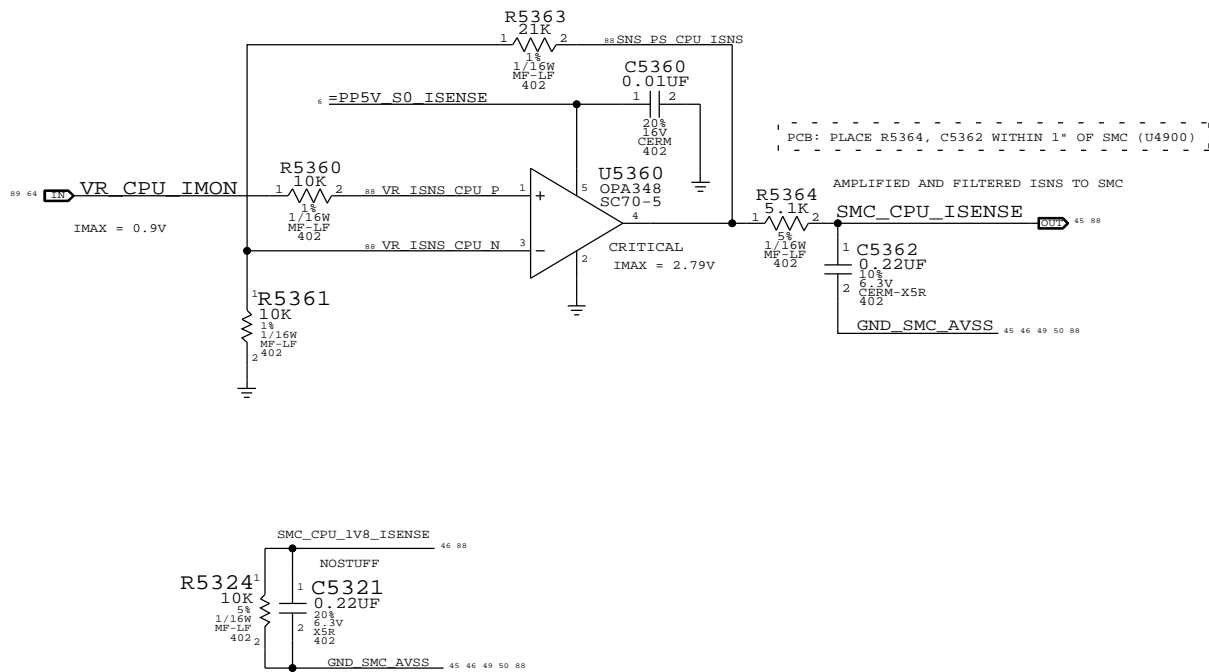 R5363
21K
1 2
1%
1/16W
MF-LF
402
88 SNS_PS_CPU_ISNS
C5360
0.01UF
1 2
20%
16V
CERM
402
6 =PP5V_S0_ISENSE
PCB: PLACE R5364, C5362 WITHIN 1" OF SMC (U4900)
89 64 IN VR_CPU_IMON
IMAX = 0.9V
R5360
10K
1 2
1%
1/16W
MF-LF
402
88 VR_ISNS_CPU_P
1
+
5
U5360
OPA348
SC70-5
4
88 VR_ISNS_CPU_N
3
−
2
CRITICAL
IMAX = 2.79V
R5364
5.1K
1 2
5%
1/16W
MF-LF
402
AMPLIFIED AND FILTERED ISNS TO SMC
SMC_CPU_ISENSE
OUT 45 88
1
C5362
0.22UF
10%
6.3V
2
CERM-X5R
402
GND_SMC_AVSS 45 46 49 50 88
1
R5361
10K
1%
1/16W
MF-LF
402
2
SMC_CPU_1V8_ISENSE 46 88
NOSTUFF
1
R5324
10K
5%
1/16W
MF-LF
402
2
1
C5321
0.22UF
20%
6.3V
2
X5R
402
GND_SMC_AVSS 45 46 49 50 88